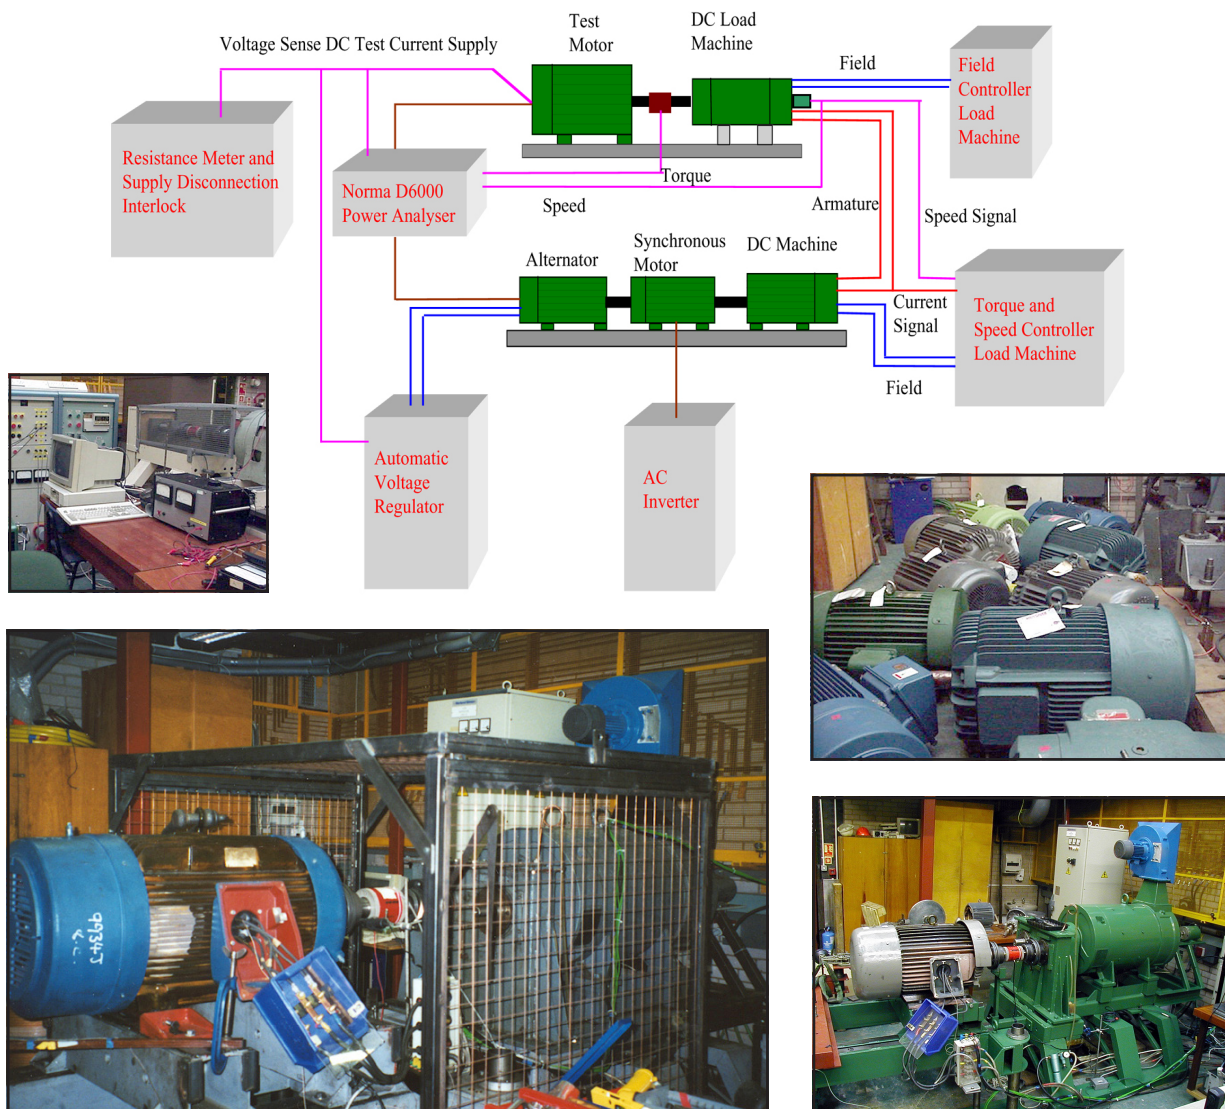 Test
Motor
DC Load
Machine
Voltage Sense DC Test Current Supply
Field
Field
Controller
Load
Machine
Resistance Meter and
Supply Disconnection
Interlock
Norma D6000
Power Analyser
Torque
Speed
Armature
Speed Signal
Alternator
Synchronous
Motor
DC Machine
Current
Signal
Torque and
Speed Controller
Load Machine
Field
Automatic
Voltage
Regulator
AC
Inverter